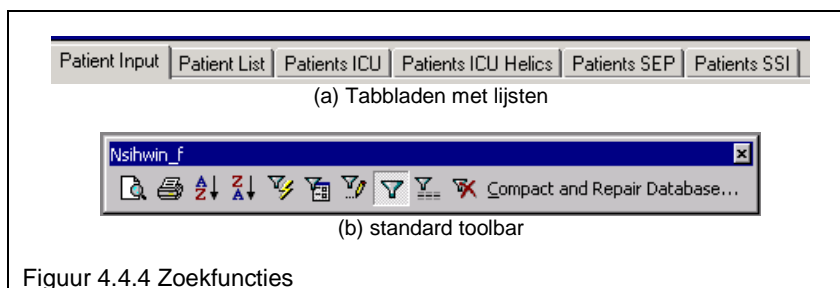 Patient Input Patient List Patients ICU Patients ICU Helics Patients SEP Patients SSI
(a) Tabbladen met lijsten
Nsihwin_f
Compact and Repair Database...
(b) standard toolbar
Figuur 4.4.4 Zoekfuncties